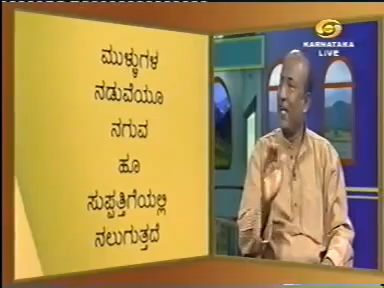 ಮುಳ್ಳುಗಳ
ನಡುವೆಯೂ
ನಗುವ
ಹೂ
ಸುಪ್ಪತ್ತಿಗೆಯಲ್ಲಿ
ನಲುಗುತ್ತದೆ
KARNATAKA
LIVE